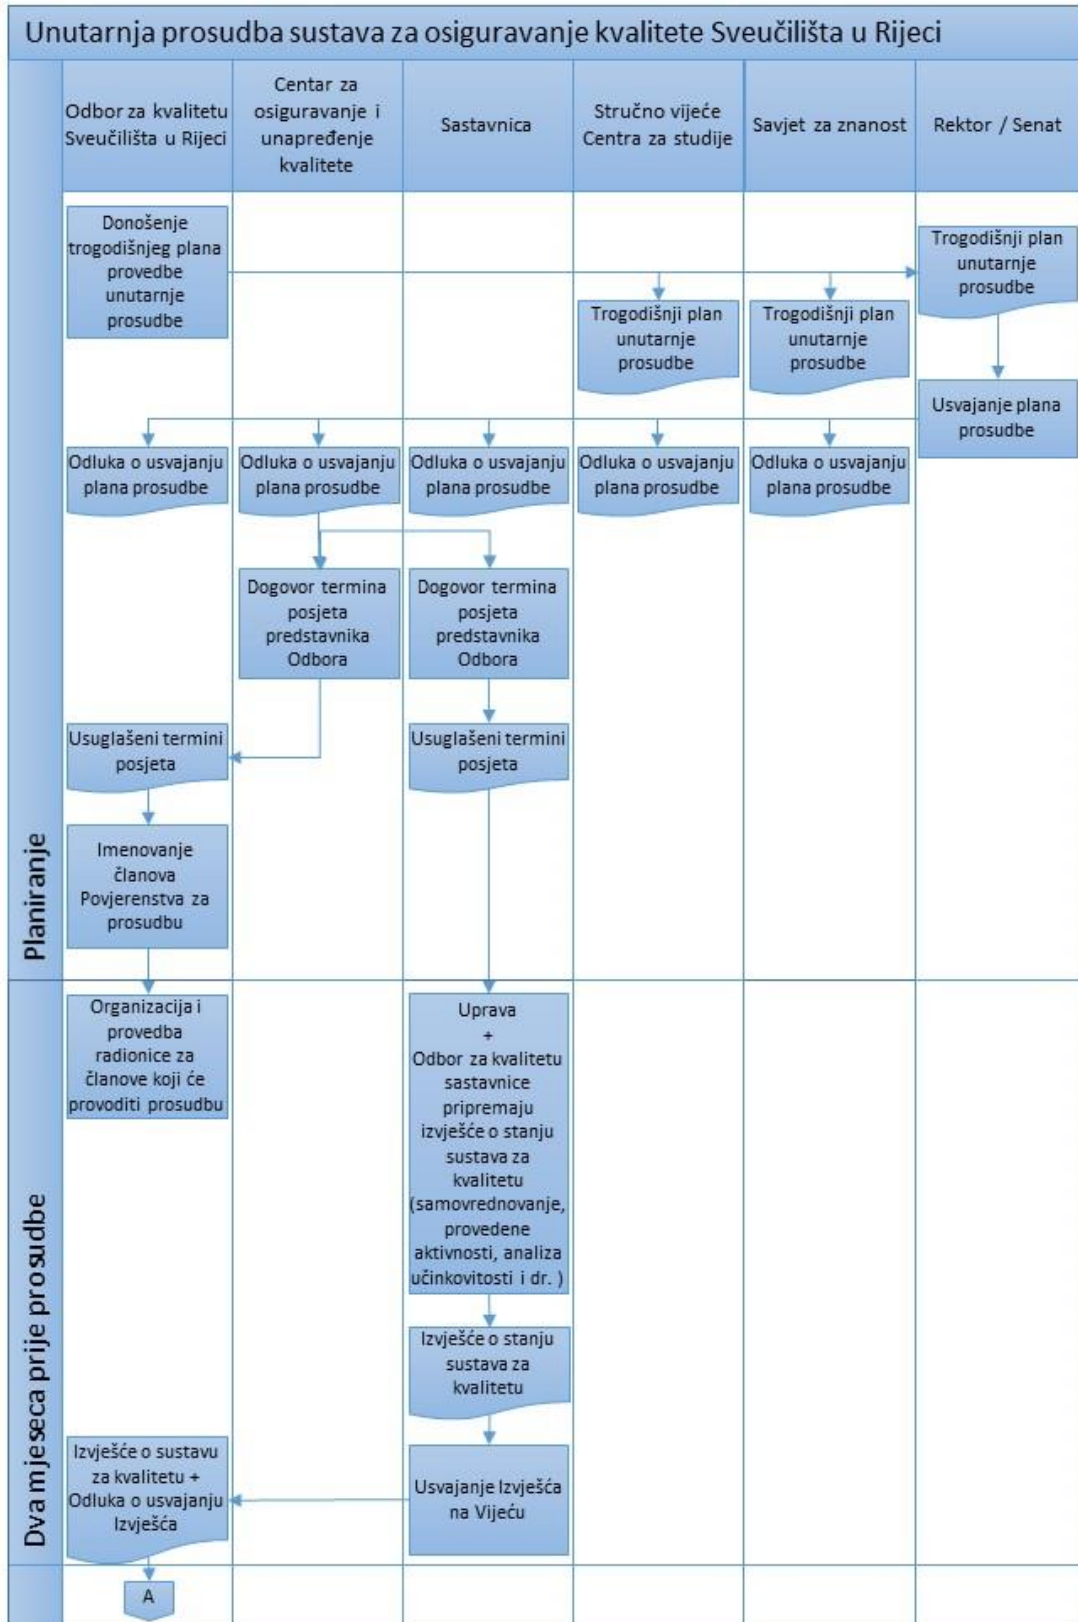 Unutarnja prosudba sustava za osiguravanje kvalitete Sveučilišta u Rijeci
Odbor za kvalitetu
Sveučilišta u Rijeci
Centar za
osiguravanje i
unapređenje
kvalitete
Sastavnica
Stručno vijeće
Centra za studije
Savjet za znanost
Rektor / Senat
Planiranje
Donošenje
trogodišnjeg plana
provedbe
unutarnje
prosudbe
Trogodišnji plan
unutarnje
prosudbe
Trogodišnji plan
unutarnje
prosudbe
Trogodišnji plan
unutarnje
prosudbe
Usvajanje plana
prosudbe
Odluka o usvajanju
plana prosudbe
Odluka o usvajanju
plana prosudbe
Odluka o usvajanju
plana prosudbe
Odluka o usvajanju
plana prosudbe
Odluka o usvajanju
plana prosudbe
Dogovor termina
posjeta
predstavnika
Odbora
Dogovor termina
posjeta
predstavnika
Odbora
Usuglašeni termini
posjeta
Usuglašeni termini
posjeta
Imenovanje
članova
Povjerenstva za
prosudbu
Dva mjeseca prije prosudbe
Organizacija i
provedba
radionice za
članove koji će
provoditi prosudbu
Uprava
+
Odbor za kvalitetu
sastavnice
pripremaju
izvješće o stanju
sustava za
kvalitetu
(samovrednovanje,
provedene
aktivnosti, analiza
učinkovitosti i dr. )
Izvješće o stanju
sustava za
kvalitetu
Izvješće o sustavu
za kvalitetu +
Odluka o usvajanju
Izvješća
Usvajanje Izvješća
na Vijeću
A